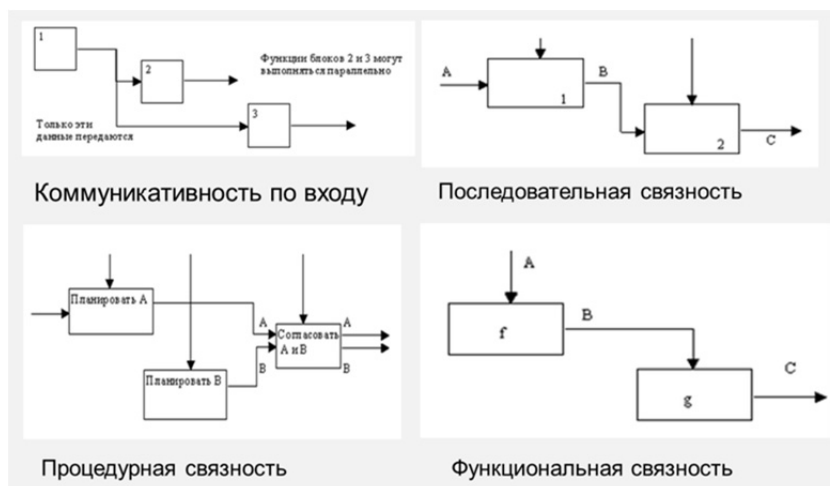 1
2
Функции блоков 2 и 3 могут
выполняться параллельно
Только эти
данные передаются
3
Коммуникативность по входу
A
1
B
2
C
Последовательная связность
Планировать A
Планировать B
A
B
Согласовать
A и B
A
B
Процедурная связность
A
f
B
g
C
Функциональная связность